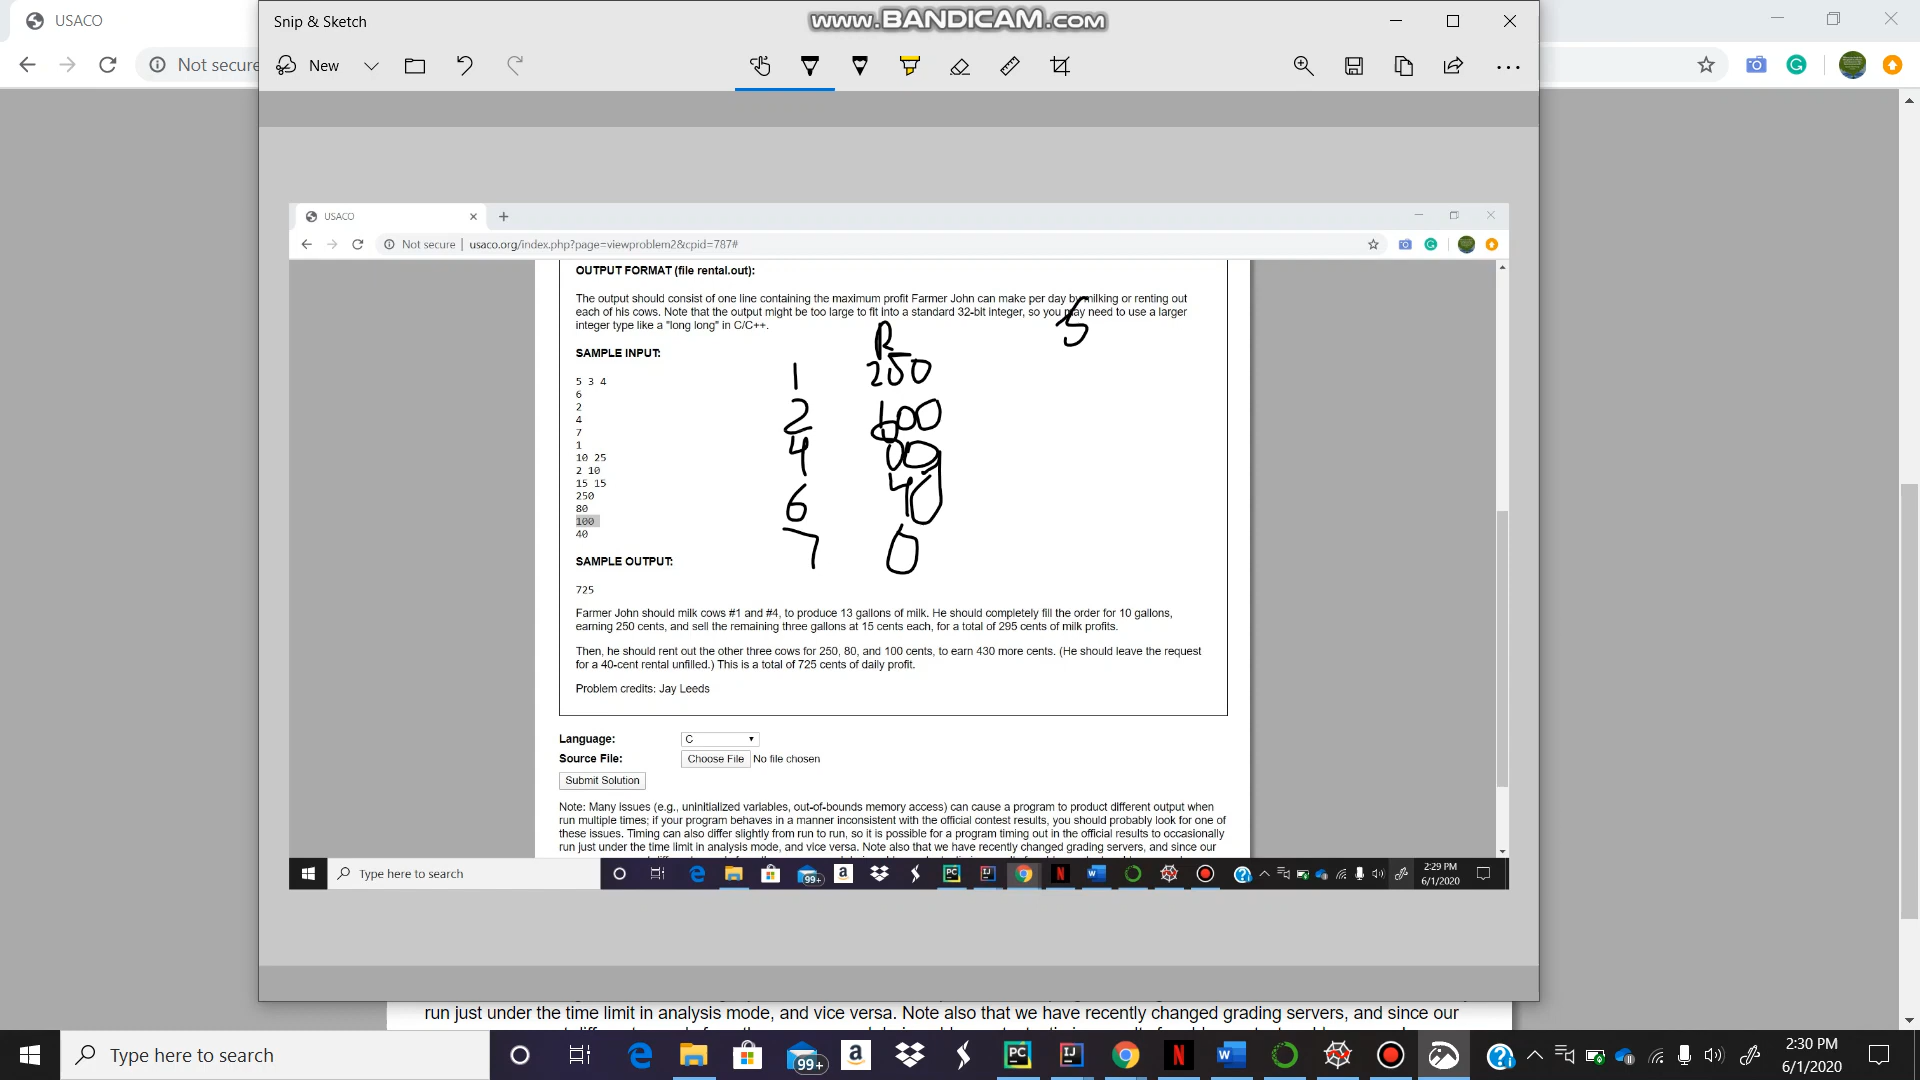 USACO
Snip & Sketch
www.BANDICAM.com
Not secure
New
USACO
Not secure | usaco.org/index.php?page=viewproblem2&cpid=787#
OUTPUT FORMAT (file rental.out):
The output should consist of one line containing the maximum profit Farmer John can make per day by milking or renting out
each of his cows. Note that the output might be too large to fit into a standard 32-bit integer, so you may need to use a larger
integer type like a "long long" in C/C++.
S
R
SAMPLE INPUT:
5 3 4
6
2
4
7
1
10 25
2 10
15 15
250
80
100
40
1 250
2 100
4 80
6 40
7 0
SAMPLE OUTPUT:
725
Farmer John should milk cows #1 and #4, to produce 13 gallons of milk. He should completely fill the order for 10 gallons,
earning 250 cents, and sell the remaining three gallons at 15 cents each, for a total of 295 cents of milk profits.
Then, he should rent out the other three cows for 250, 80, and 100 cents, to earn 430 more cents. (He should leave the request
for a 40-cent rental unfilled.) This is a total of 725 cents of daily profit.
Problem credits: Jay Leeds
Language: C
Source File: Choose File No file chosen
Submit Solution
Note: Many issues (e.g., uninitialized variables, out-of-bounds memory access) can cause a program to product different output when
run multiple times; if your program behaves in a manner inconsistent with the official contest results, you should probably look for one of
these issues. Timing can also differ slightly from run to run, so it is possible for a program timing out in the official results to occasionally
run just under the time limit in analysis mode, and vice versa. Note also that we have recently changed grading servers, and since our
Type here to search
99+
2:29 PM
6/1/2020
run just under the time limit in analysis mode, and vice versa. Note also that we have recently changed grading servers, and since our
Type here to search
99+
2:30 PM
6/1/2020